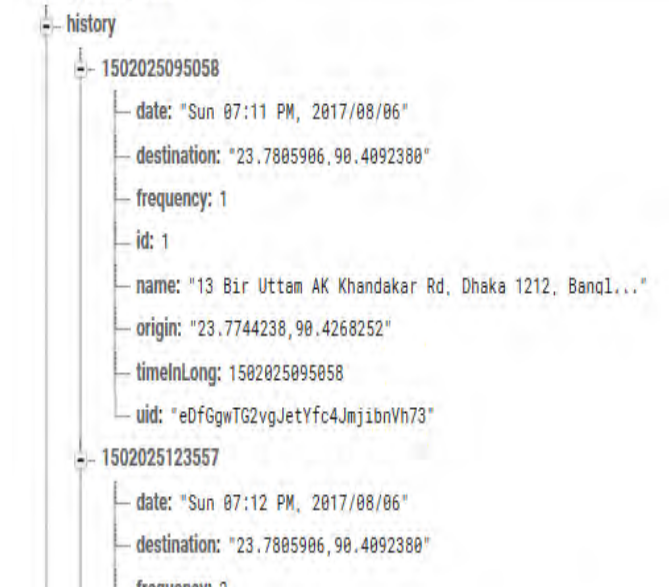 history
1502025095058
date: "Sun 07:11 PM, 2017/08/06"
destination: "23.7805906,90.4092380"
frequency: 1
id: 1
name: "13 Bir Uttam AK Khandakar Rd, Dhaka 1212, Bangl..."
origin: "23.7744238,90.4268252"
timeInLong: 1502025095058
uid: "eDfGgwTG2vgJetYfc4JmjibnVh73"
1502025123557
date: "Sun 07:12 PM, 2017/08/06"
destination: "23.7805906,90.4092380"